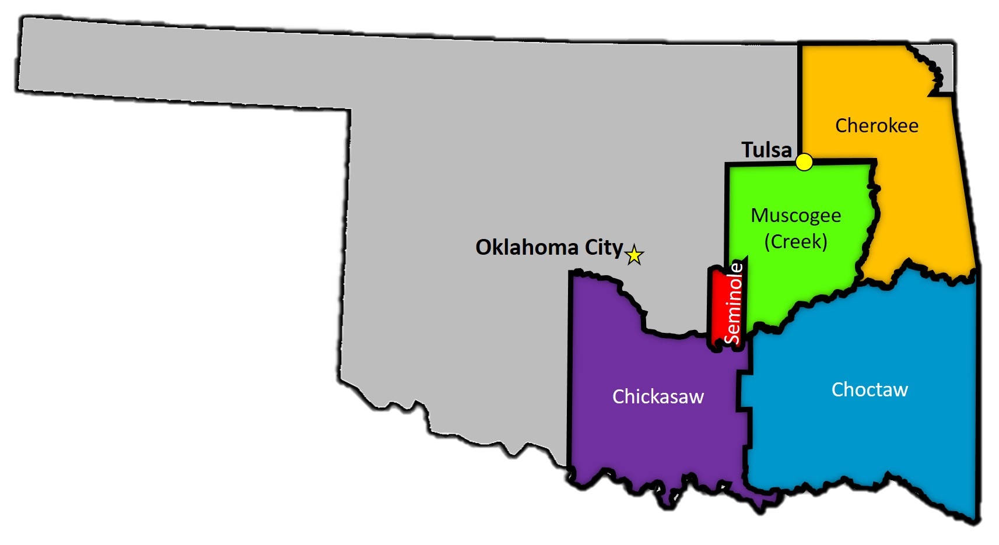 Cherokee
Tulsa
Muscogee
(Creek)
Oklahoma City
Seminole
Chickasaw
Choctaw